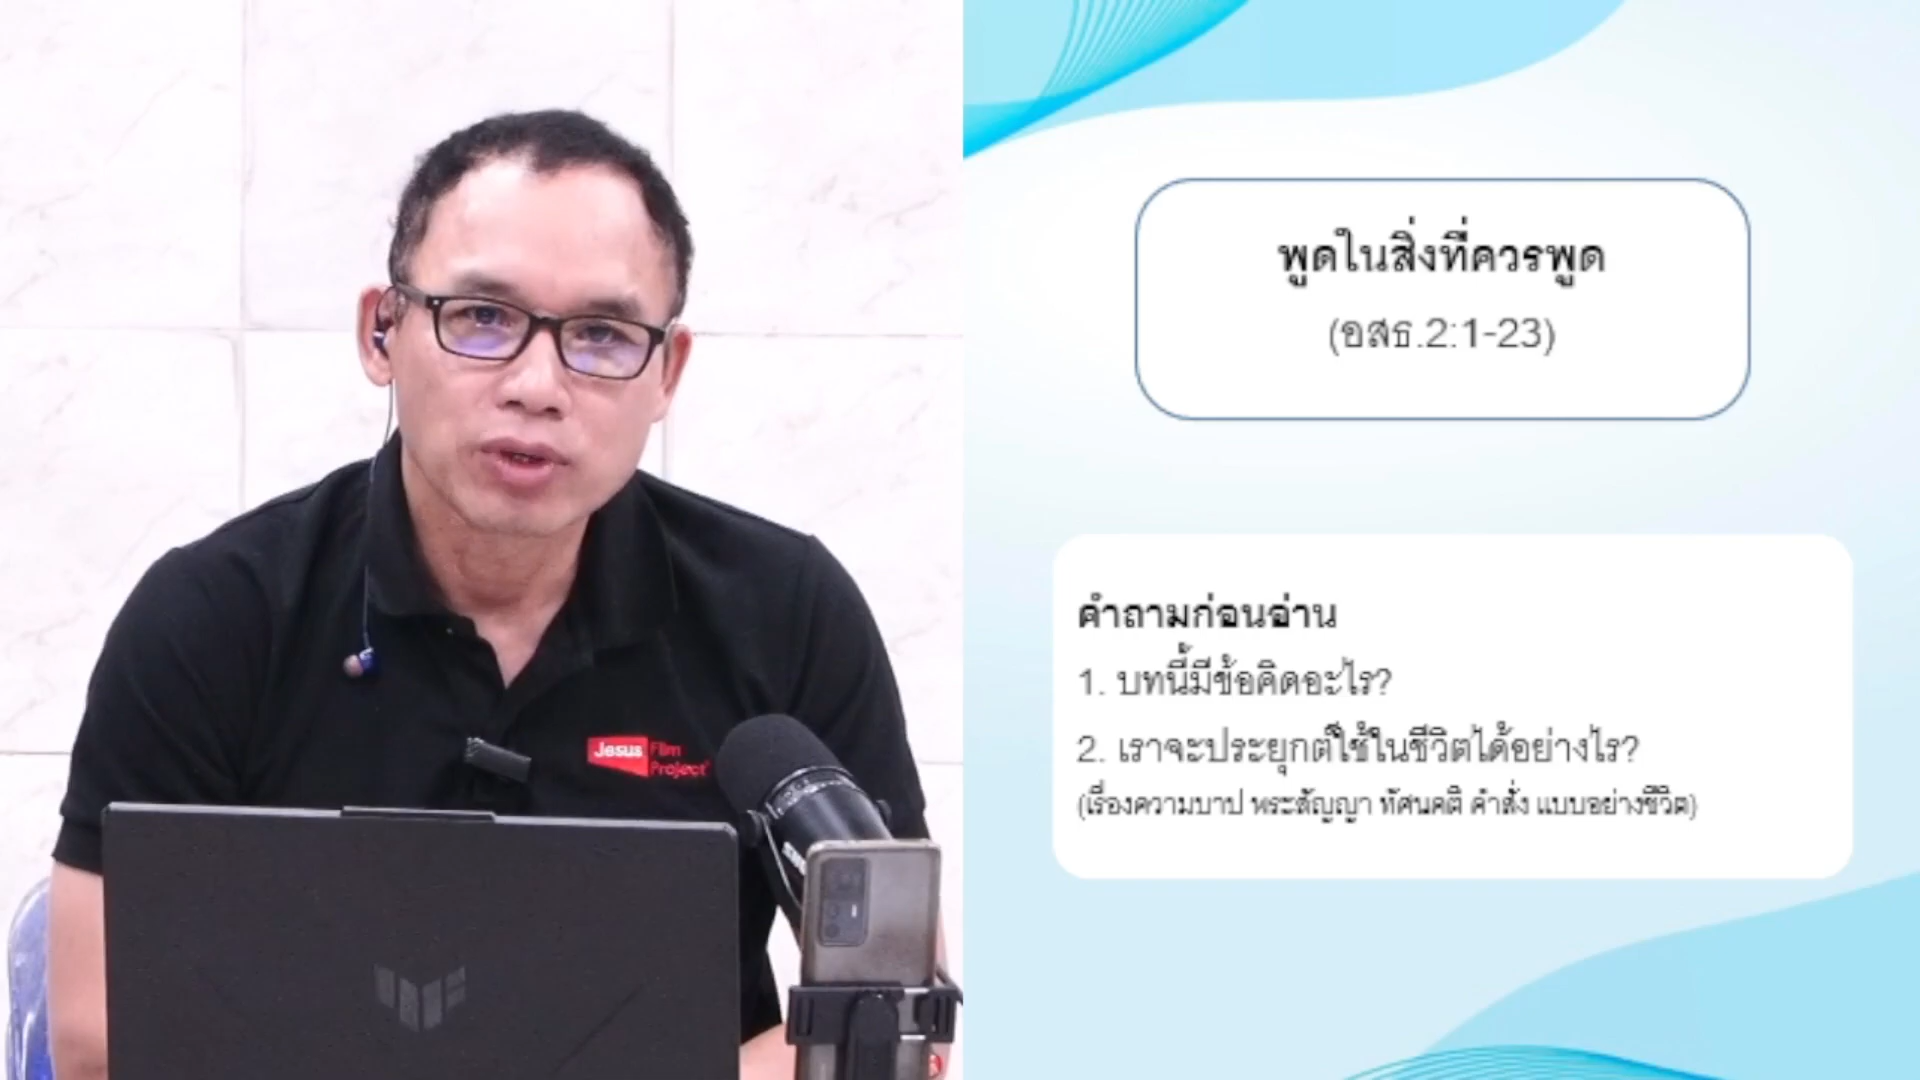 พูดในสิ่งที่ควรพูด
(อสธ.2:1-23)
คำถามก่อนอ่าน
1. บทนี้มีข้อคิดอะไร?
2. เราจะประยุกต์ใช้ในชีวิตได้อย่างไร?
(เรื่องความบาป พระสัญญา ทัศนคติ คำสั่ง แบบอย่างชีวิต)
Jesus Film
Project